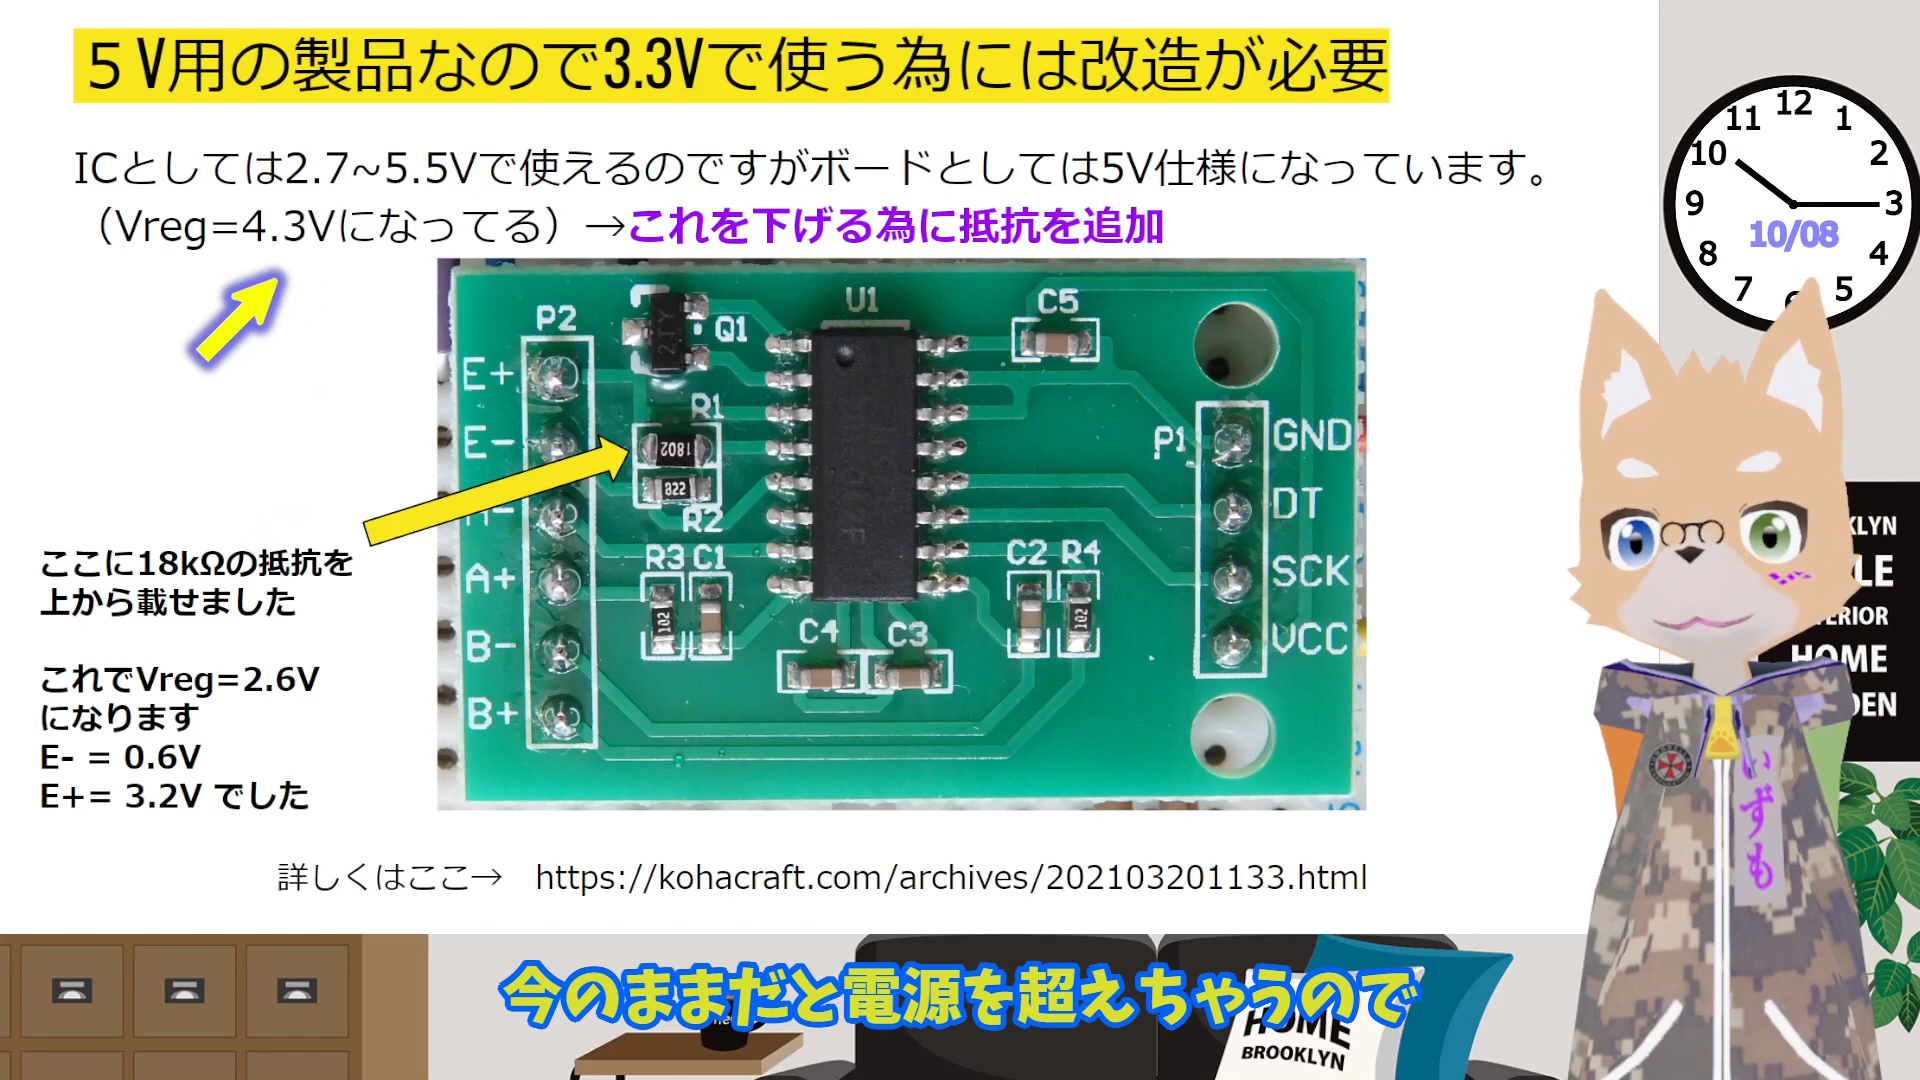 ５V用の製品なので3.3Vで使う為には改造が必要
ICとしては2.7~5.5Vで使えるのですがボードとしては5V仕様になっています。
（Vreg=4.3Vになってる）→これを下げる為に抵抗を追加
P2
E+
E-
A+
B-
B+
Q1
U1
C5
R1
1802
822
R2
R3 C1
102
C4
C3
C2 R4
102
P1
GND
DT
SCK
VCC
ここに18kΩの抵抗を
上から載せました
これでVreg=2.6V
になります
E- = 0.6V
E+= 3.2V でした
詳しくはここ→ https://kohacraft.com/archives/202103201133.html
今のままだと電源を超えちゃうので
12
1
2
3
4
5
7
8
9
10
11
10/08
KLYN
LE
ERIOR
HOME
DEN
いずも
HOME
BROOKLYN